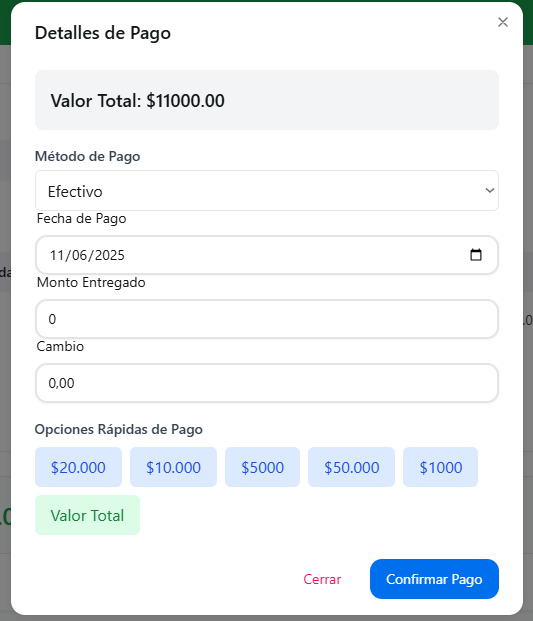 Detalles de Pago
Valor Total: $11000.00
Método de Pago
Efectivo
Fecha de Pago
11/06/2025
Monto Entregado
0
Cambio
0,00
Opciones Rápidas de Pago
$20.000 $10.000 $5000 $50.000 $1000
Valor Total
Cerrar Confirmar Pago